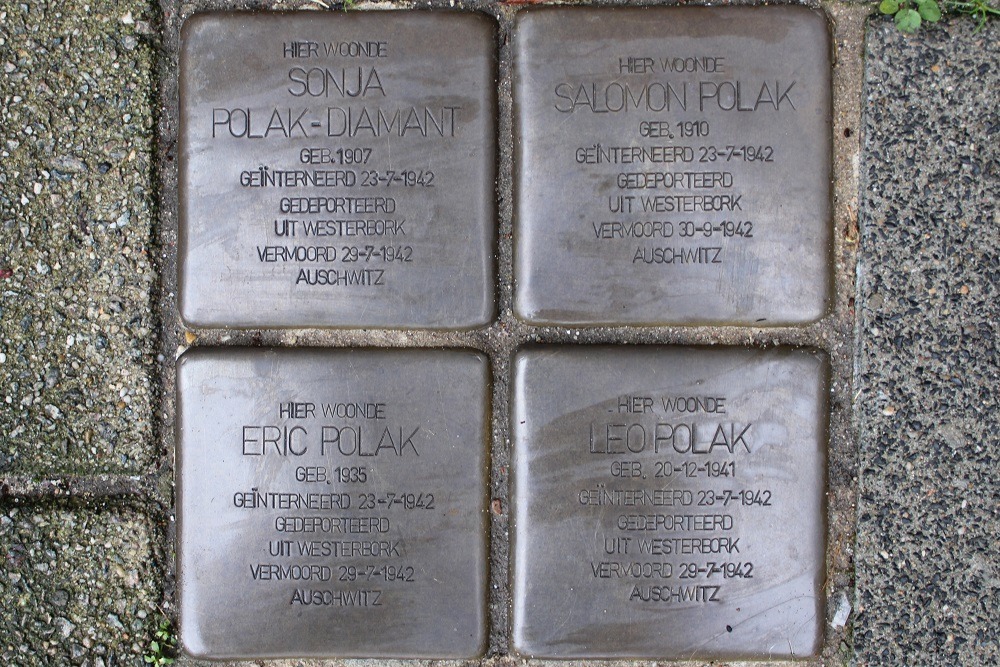 HIER WOONDE
SONJA
POLAK-DIAMANT
GEB. 1907
GEÏNTERNEERD 23-7-1942
GEDEPORTEERD
UIT WESTERBORK
VERMOORD 29-7-1942
AUSCHWITZ
HIER WOONDE
SALOMON POLAK
GEB. 1910
GEÏNTERNEERD 23-7-1942
GEDEPORTEERD
UIT WESTERBORK
VERMOORD 30-9-1942
AUSCHWITZ
HIER WOONDE
ERIC POLAK
GEB. 1935
GEÏNTERNEERD 23-7-1942
GEDEPORTEERD
UIT WESTERBORK
VERMOORD 29-7-1942
AUSCHWITZ
HIER WOONDE
LEO POLAK
GEB. 20-12-1941
GEÏNTERNEERD 23-7-1942
GEDEPORTEERD
UIT WESTERBORK
VERMOORD 29-7-1942
AUSCHWITZ